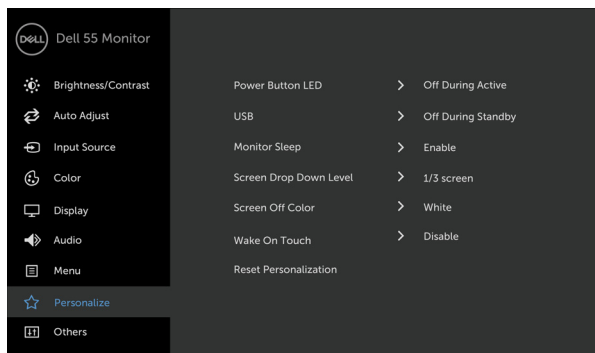 DELL Dell 55 Monitor
Brightness/Contrast
Auto Adjust
Input Source
Color
Display
Audio
Menu
Personalize
Others
Power Button LED > Off During Active
USB > Off During Standby
Monitor Sleep > Enable
Screen Drop Down Level > 1/3 screen
Screen Off Color > White
Wake On Touch > Disable
Reset Personalization